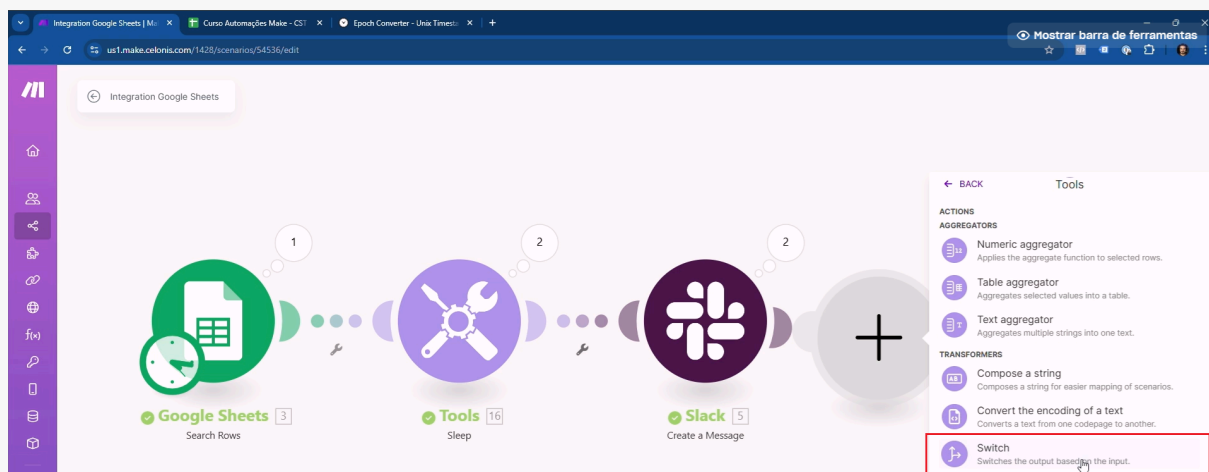 Integration Google Sheets | Ma
Curso Automações Make - CST
Epoch Converter - Unix Timesta
Mostrar barra de ferramentas
us1.make.celonis.com/1428/scenarios/54536/edit
Integration Google Sheets
BACK
Tools
ACTIONS
AGGREGATORS
Numeric aggregator
Applies the aggregate function to selected rows.
Table aggregator
Aggregates selected values into a table.
Text aggregator
Aggregates multiple strings into one text.
TRANSFORMERS
Compose a string
Composes a string for easier mapping of scenarios.
Convert the encoding of a text
Converts a text from one codepage to another.
Switch
Switches the output based on the input.
1
2
2
Google Sheets 3
Search Rows
Tools 16
Sleep
Slack 5
Create a Message
f(x)